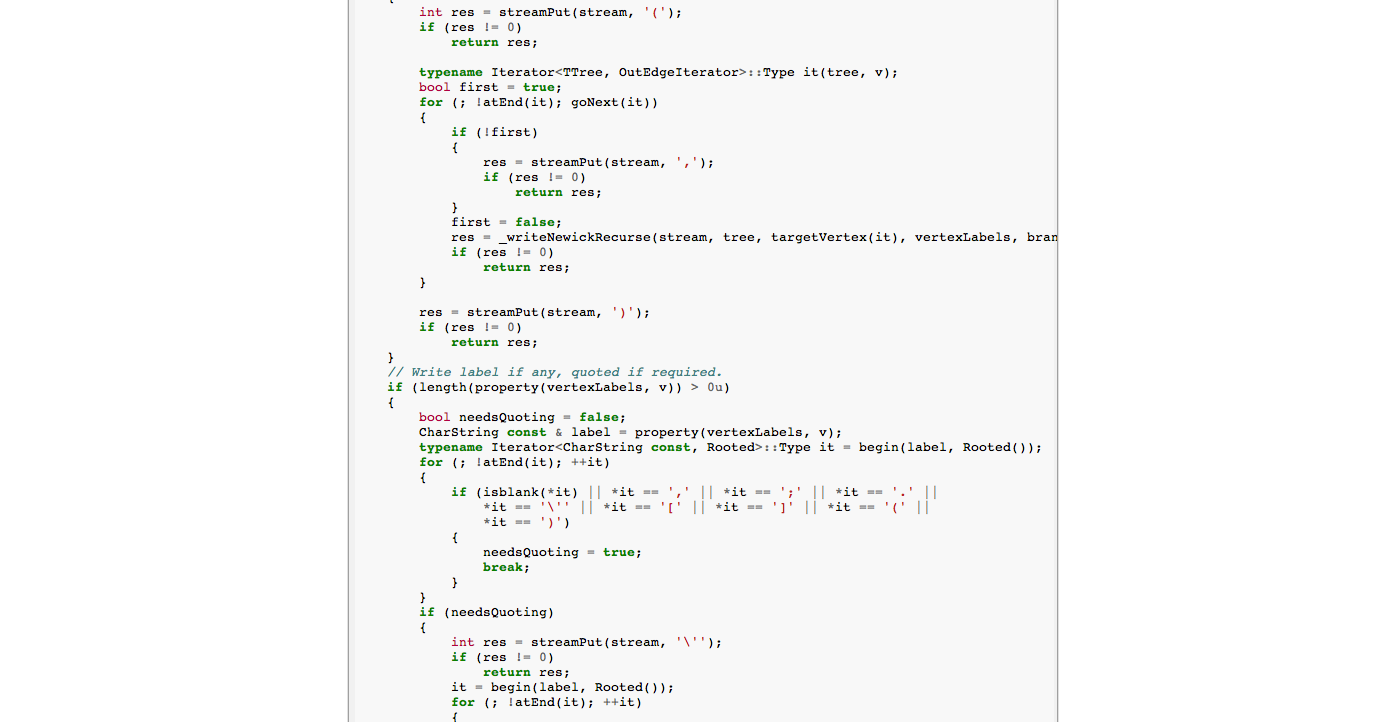 {
int res = streamPut(stream, '(');
if (res != 0)
return res;
typename Iterator<TTree, OutEdgeIterator>::Type it(tree, v);
bool first = true;
for (; !atEnd(it); goNext(it))
{
if (!first)
{
res = streamPut(stream, ',');
if (res != 0)
return res;
}
first = false;
res = _writeNewickRecurse(stream, tree, targetVertex(it), vertexLabels, bran
if (res != 0)
return res;
}
res = streamPut(stream, ')');
if (res != 0)
return res;
}
// Write label if any, quoted if required.
if (length(property(vertexLabels, v)) > 0u)
{
bool needsQuoting = false;
CharString const & label = property(vertexLabels, v);
typename Iterator<CharString const, Rooted>::Type it = begin(label, Rooted());
for (; !atEnd(it); ++it)
{
if (isblank(*it) || *it == ',' || *it == ';' || *it == '.' ||
*it == '\'' || *it == '[' || *it == ']' || *it == '(' ||
*it == ')')
{
needsQuoting = true;
break;
}
}
if (needsQuoting)
{
int res = streamPut(stream, '\'');
if (res != 0)
return res;
it = begin(label, Rooted());
for (; !atEnd(it); ++it)
{